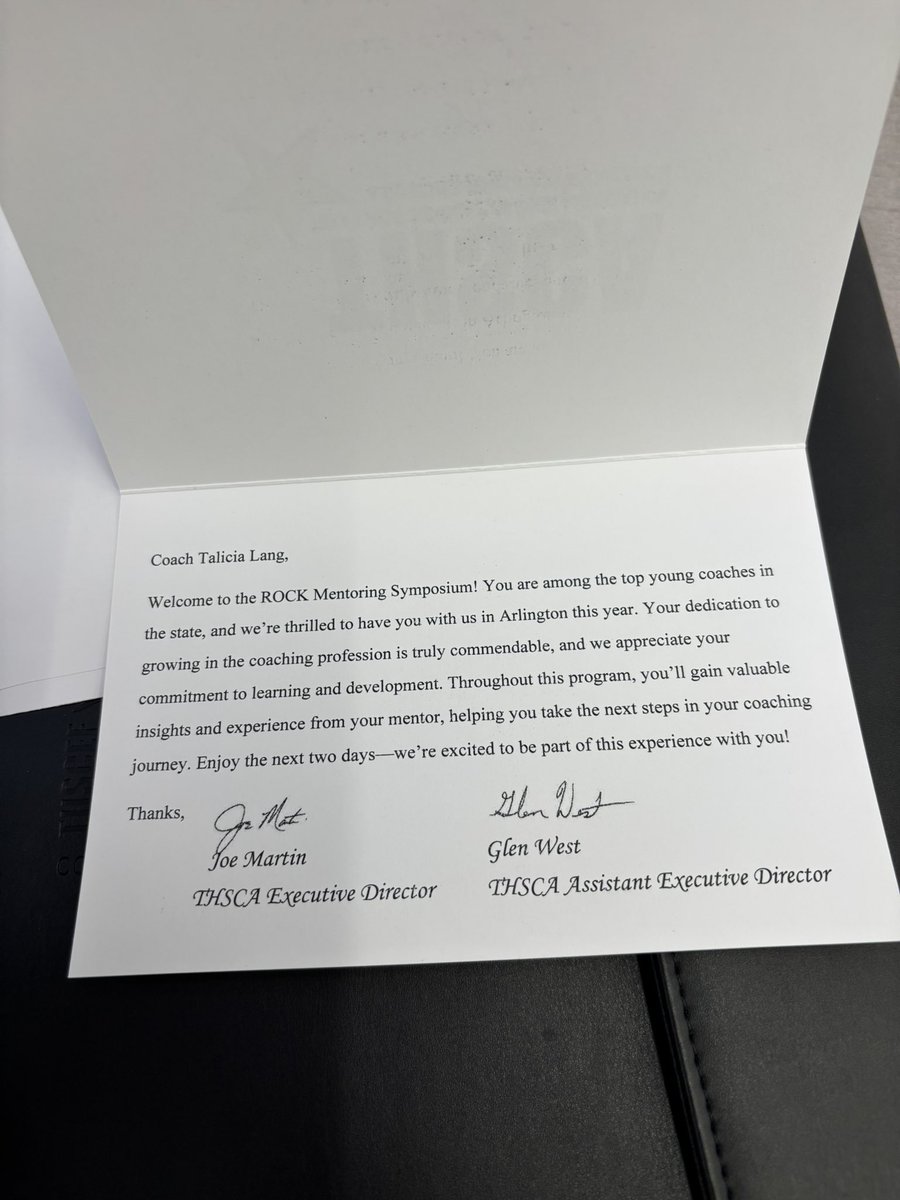 Coach Talicia Lang,
Welcome to the ROCK Mentoring Symposium! You are among the top young coaches in
the state, and we’re thrilled to have you with us in Arlington this year. Your dedication to
growing in the coaching profession is truly commendable, and we appreciate your
commitment to learning and development. Throughout this program, you’ll gain valuable
insights and experience from your mentor, helping you take the next steps in your coaching
journey. Enjoy the next two days—we’re excited to be part of this experience with you!
Thanks,
Joe Martin
Glen West
Joe Martin
Glen West
THSCA Executive Director
THSCA Assistant Executive Director